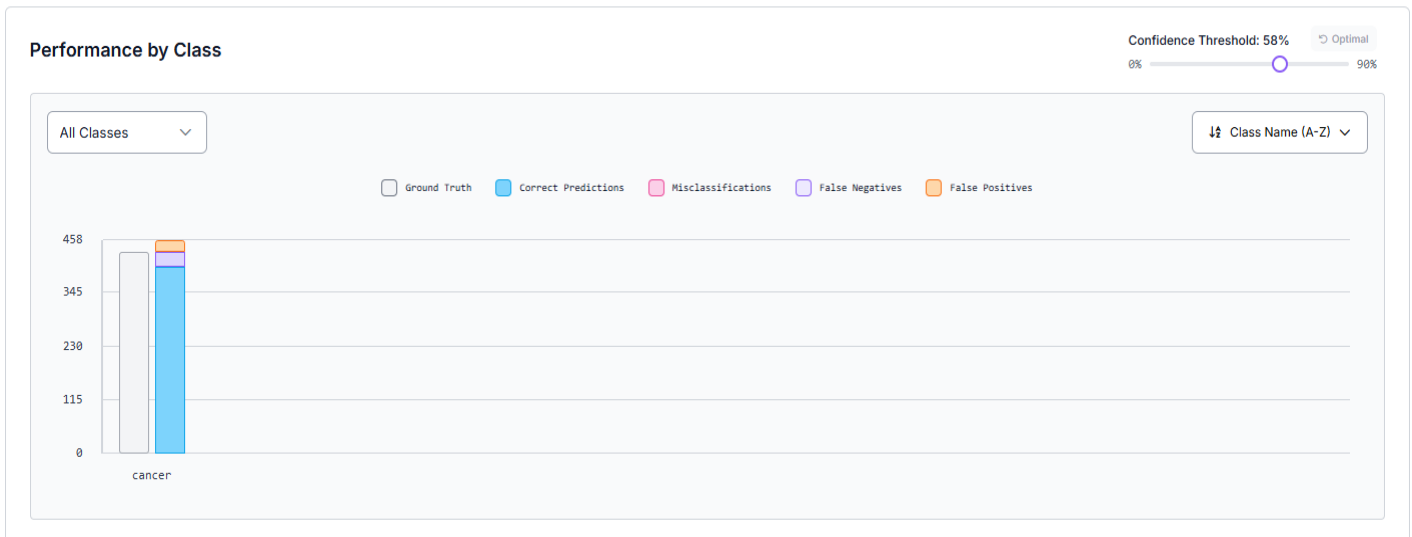 Performance by Class
Confidence Threshold: 58%
Optimal
0%
90%
All Classes
Class Name (A-Z)
Ground Truth
Correct Predictions
Misclassifications
False Negatives
False Positives
458
345
230
115
0
cancer